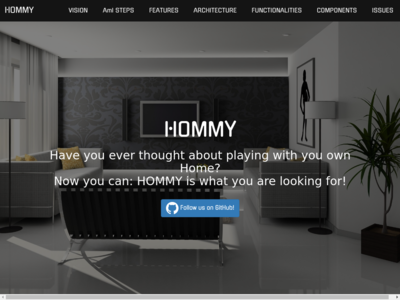 HOMMY VISION AmI STEPS FEATURES ARCHITECTURE FUNCTIONALITIES COMPONENTS ISSUES
HOMMY
Have you ever thought about playing with you own
Home?
Now you can: HOMMY is what you are looking for!
Follow us on GitHub!